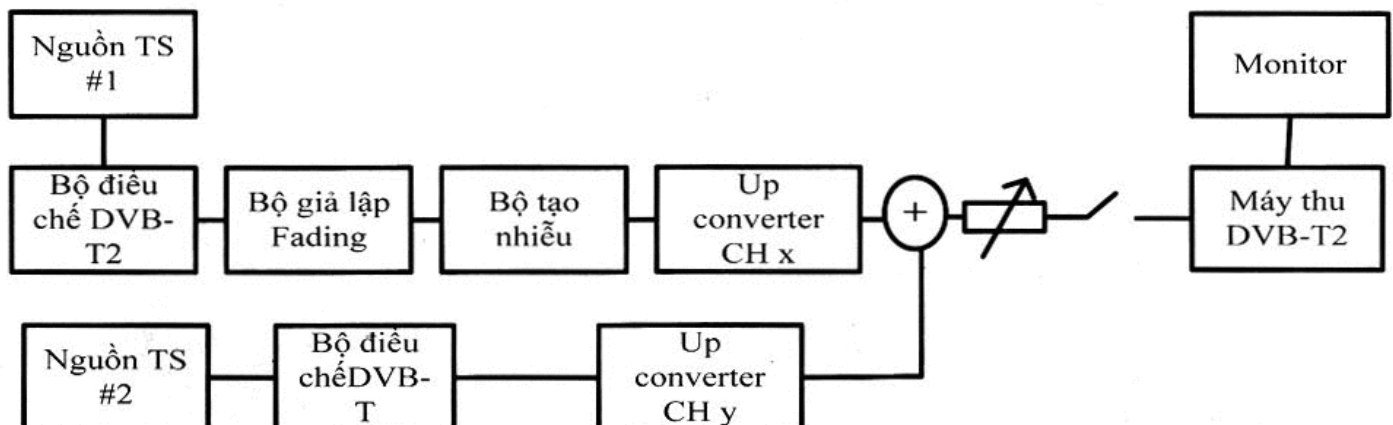 Nguồn TS
#1
Monitor
Bộ điều
chế DVB-
T2
Bộ giả lập
Fading
Bộ tạo
nhiễu
Up
converter
CH x
+
Máy thu
DVB-T2
Nguồn TS
#2
Bộ điều
chếDVB-
T
Up
converter
CH y